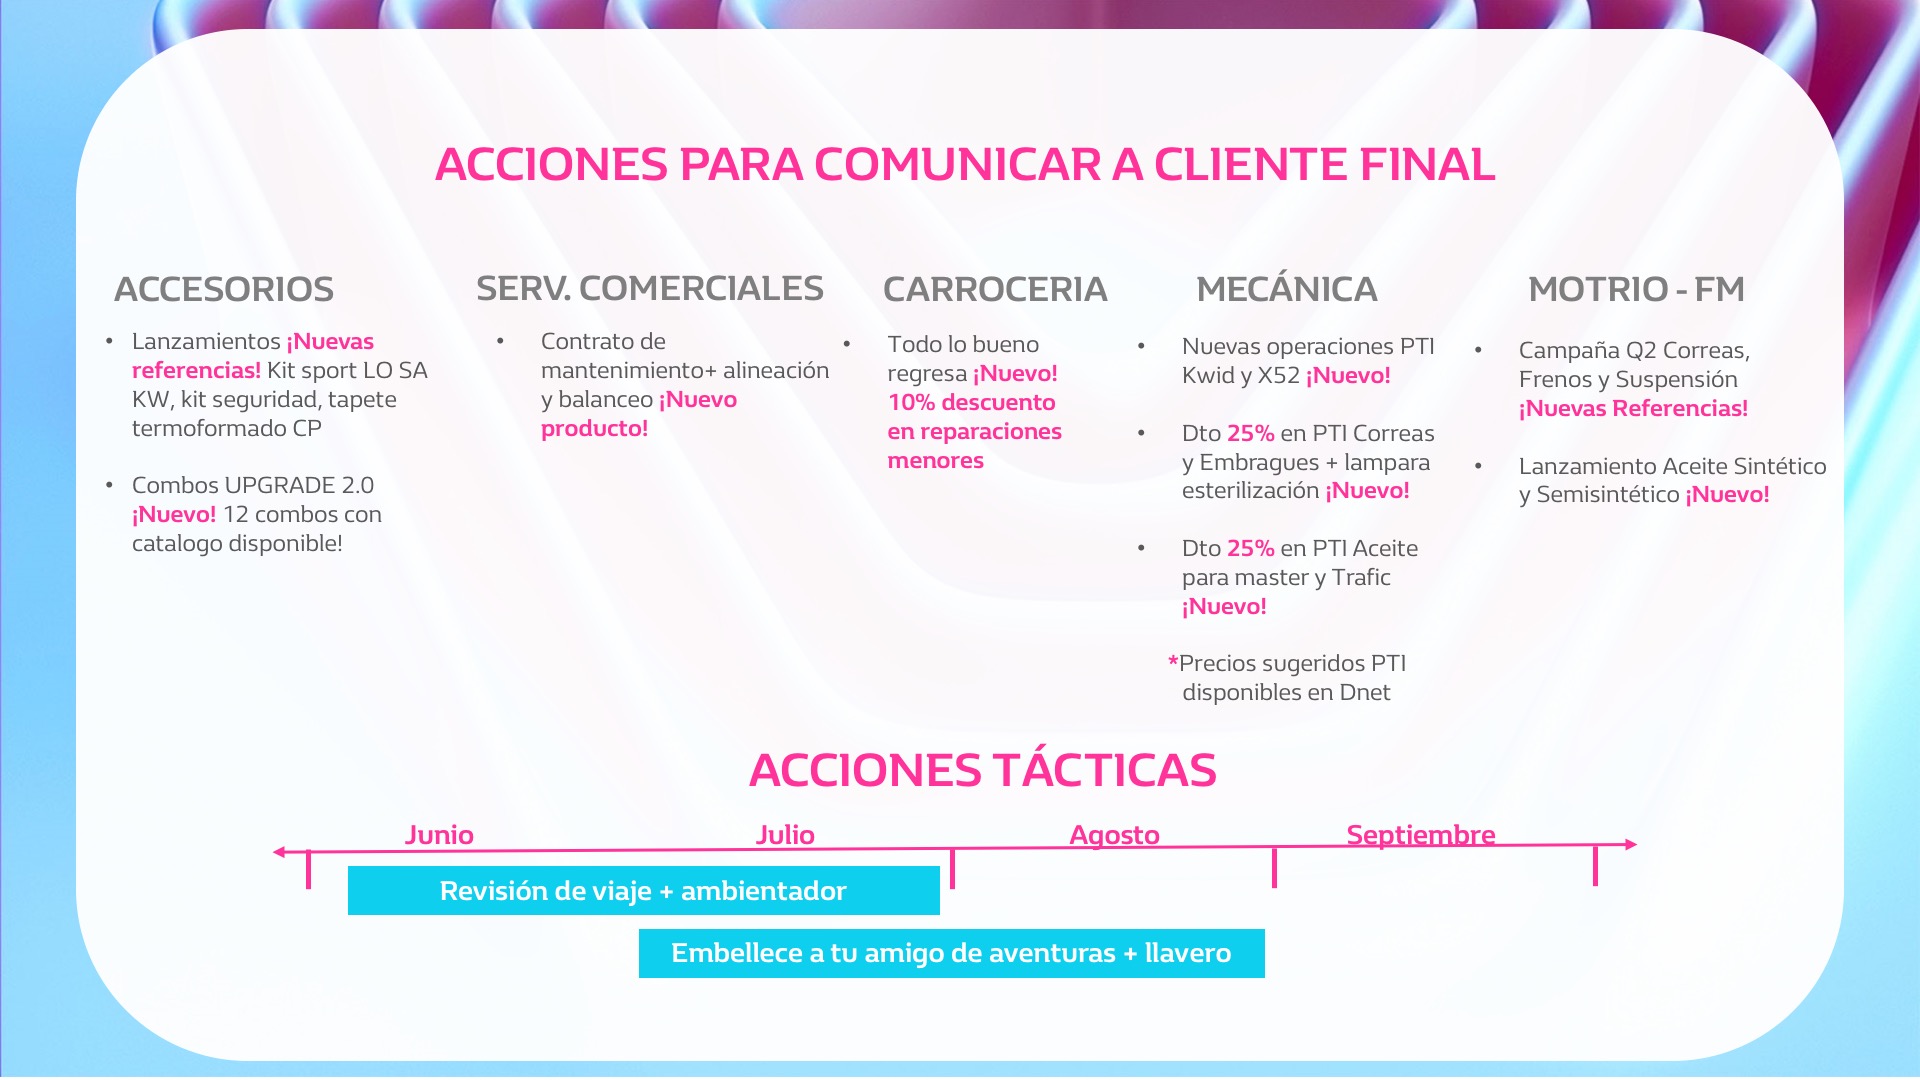 ACCIONES PARA COMUNICAR A CLIENTE FINAL
ACCESORIOS
• Lanzamientos ¡Nuevas
referencias! Kit sport LO SA
KW, kit seguridad, tapete
termoformado CP
• Combos UPGRADE 2.0
¡Nuevo! 12 combos con
catalogo disponible!
SERV. COMERCIALES
• Contrato de
mantenimiento+ alineación
y balanceo ¡Nuevo
producto!
CARROCERIA
• Todo lo bueno
regresa ¡Nuevo!
10% descuento
en reparaciones
menores
MECÁNICA
• Nuevas operaciones PTI
Kwid y X52 ¡Nuevo!
• Dto 25% en PTI Correas
y Embragues + lampara
esterilización ¡Nuevo!
• Dto 25% en PTI Aceite
para master y Trafic
¡Nuevo!
*Precios sugeridos PTI
disponibles en Dnet
MOTRIO - FM
• Campaña Q2 Correas,
Frenos y Suspensión
¡Nuevas Referencias!
• Lanzamiento Aceite Sintético
y Semisintético ¡Nuevo!
ACCIONES TÁCTICAS
Junio Julio Agosto Septiembre
Revisión de viaje + ambientador
Embellece a tu amigo de aventuras + llavero